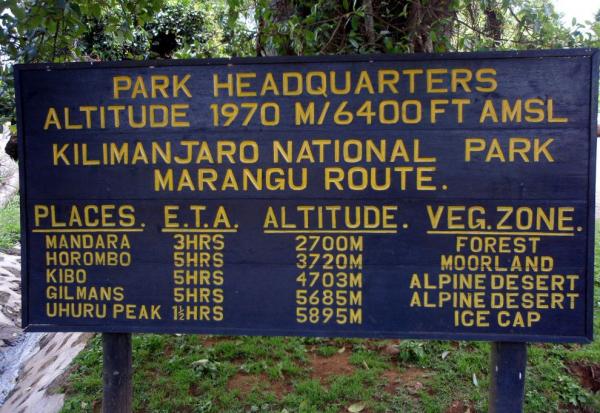 PARK HEADQUARTERS
ALTITUDE 1970 M/6400 FT AMSL
KILIMANJARO NATIONAL PARK
MARANGU ROUTE.
PLACES. E.T.A. ALTITUDE. VEG.ZONE.
MANDARA 3HRS 2700M FOREST
HOROMBO 5HRS 3720M MOORLAND
KIBO 5HRS 4703M ALPINE DESERT
GILMANS 5HRS 5685M ALPINE DESERT
UHURU PEAK 1½HRS 5895M ICE CAP